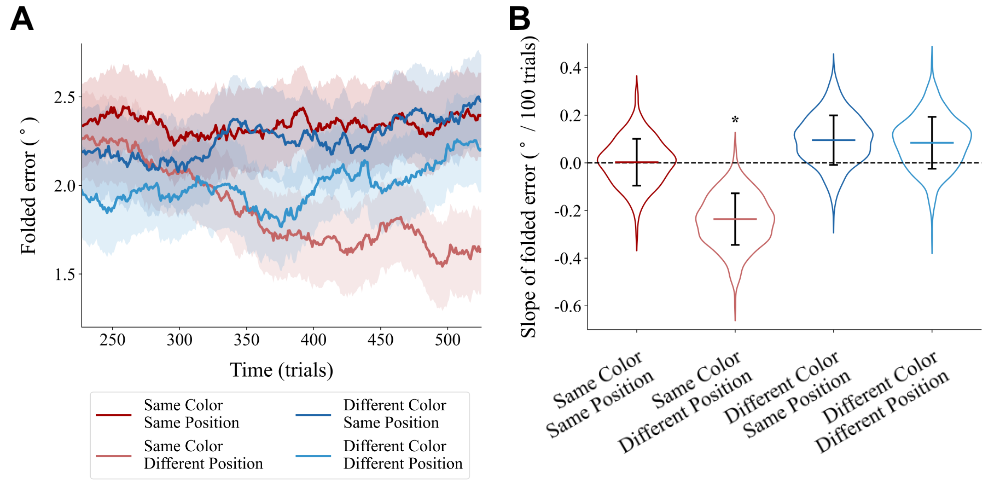 A
B
Folded error (°)
2.5
2.0
1.5
250
300
350
400
450
500
Time (trials)
Same Color
Same Position
Different Color
Same Position
Same Color
Different Position
Different Color
Different Position
Slope of folded error (° / 100 trials)
0.4
0.2
0.0
-0.2
-0.4
-0.6
*
Same Color
Same Position
Same Color
Different Position
Different Color
Same Position
Different Color
Different Position